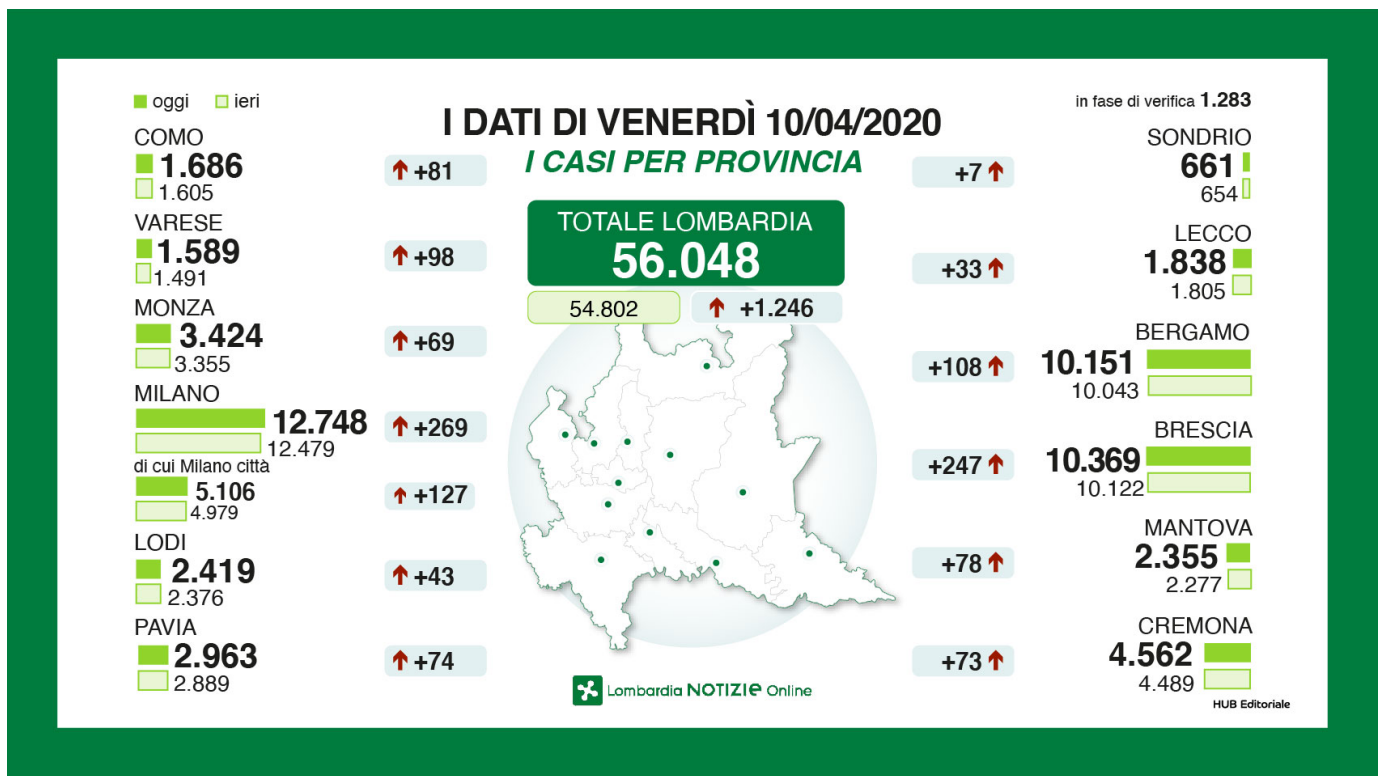 oggi ieri
I DATI DI VENERDÌ 10/04/2020
I CASI PER PROVINCIA
in fase di verifica 1.283
TOTALE LOMBARDIA
56.048
54.802 +1.246
COMO
1.686 +81
1.605
VARESE
1.589 +98
1.491
MONZA
3.424 +69
3.355
MILANO
12.748 +269
12.479
di cui Milano città
5.106 +127
4.979
LODI
2.419 +43
2.376
PAVIA
2.963 +74
2.889
SONDRIO
+7 661
654
LECCO
+33 1.838
1.805
BERGAMO
+108 10.151
10.043
BRESCIA
+247 10.369
10.122
MANTOVA
+78 2.355
2.277
CREMONA
+73 4.562
4.489
Lombardia NOTIZIe Online
HUB Editoriale